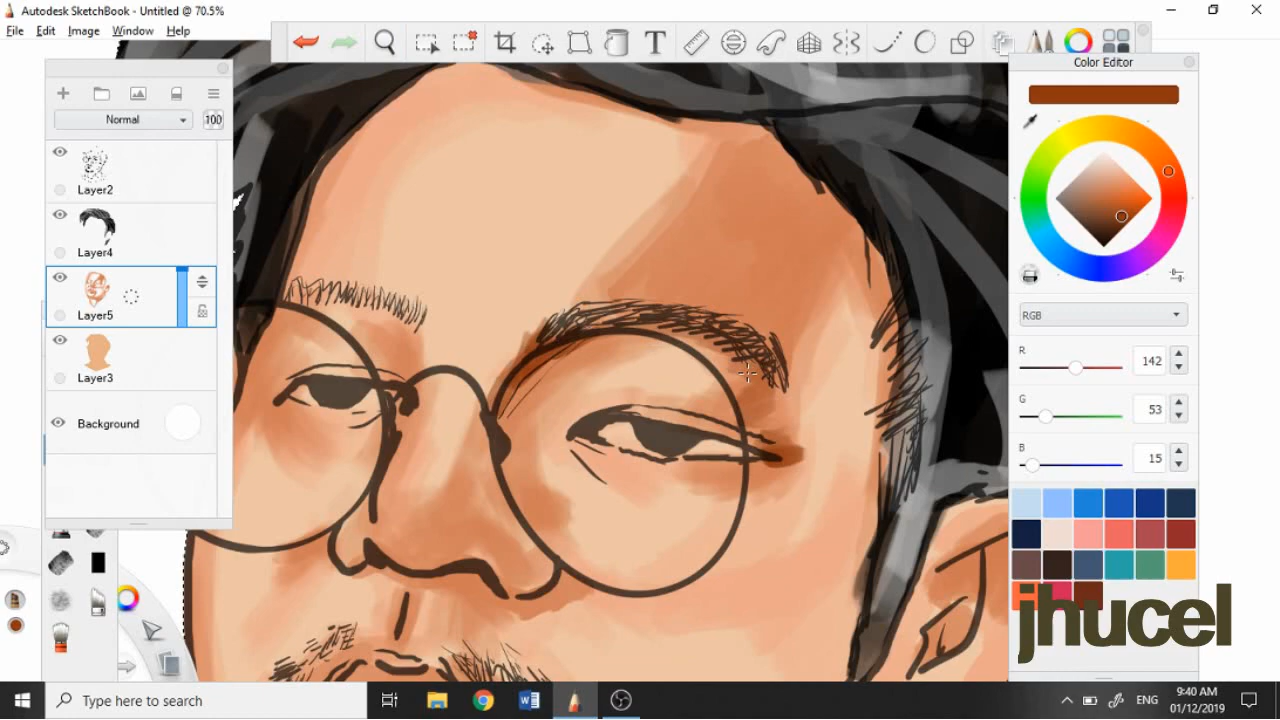 Autodesk SketchBook - Untitled @ 70.5%
File Edit Image Window Help
T
Color Editor
Normal
100
Layer2
Layer4
Layer5
Layer3
Background
RGB
R 142
G 53
B 15
jhucel
Type here to search
W
ENG
9:40 AM
01/12/2019